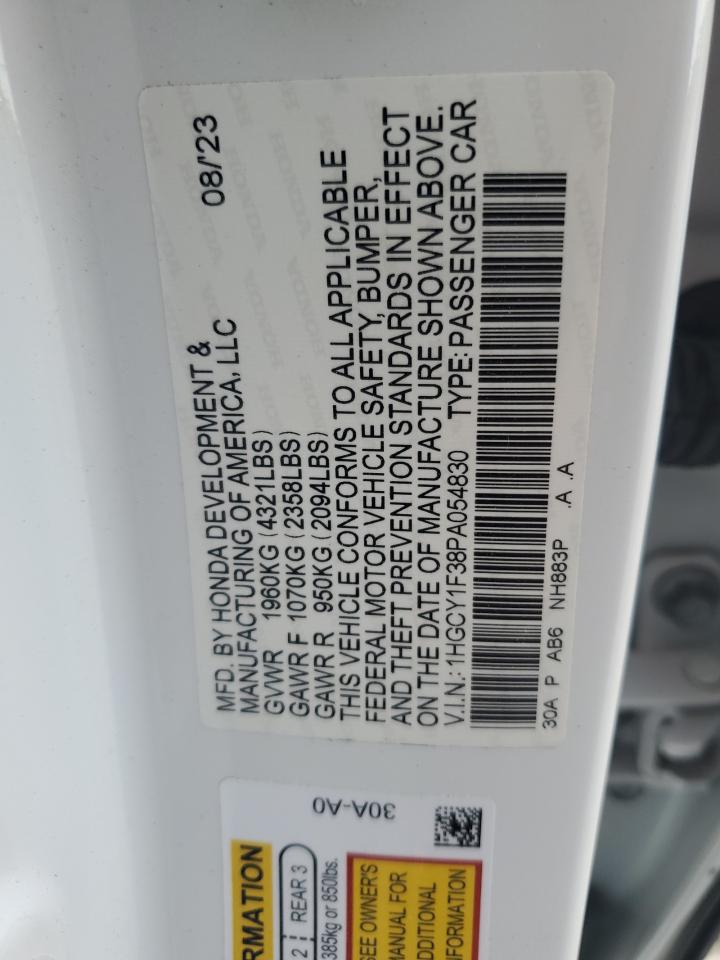 MFD. BY HONDA DEVELOPMENT & 08/'23
MANUFACTURING OF AMERICA, LLC
GVWR 1960KG (4321LBS)
GAWR F 1070KG (2358LBS)
GAWR R 950KG (2094LBS)
THIS VEHICLE CONFORMS TO ALL APPLICABLE
FEDERAL MOTOR VEHICLE SAFETY, BUMPER,
AND THEFT PREVENTION STANDARDS IN EFFECT
ON THE DATE OF MANUFACTURE SHOWN ABOVE.
V.I.N.: 1HGCY1F38PA054830 TYPE: PASSENGER CAR
30A P AB6 NH883P .A .A
30A-A0
RMATION
2 REAR 3
385kg or 850lbs.
SEE OWNER'S
MANUAL FOR
ADDITIONAL
INFORMATION